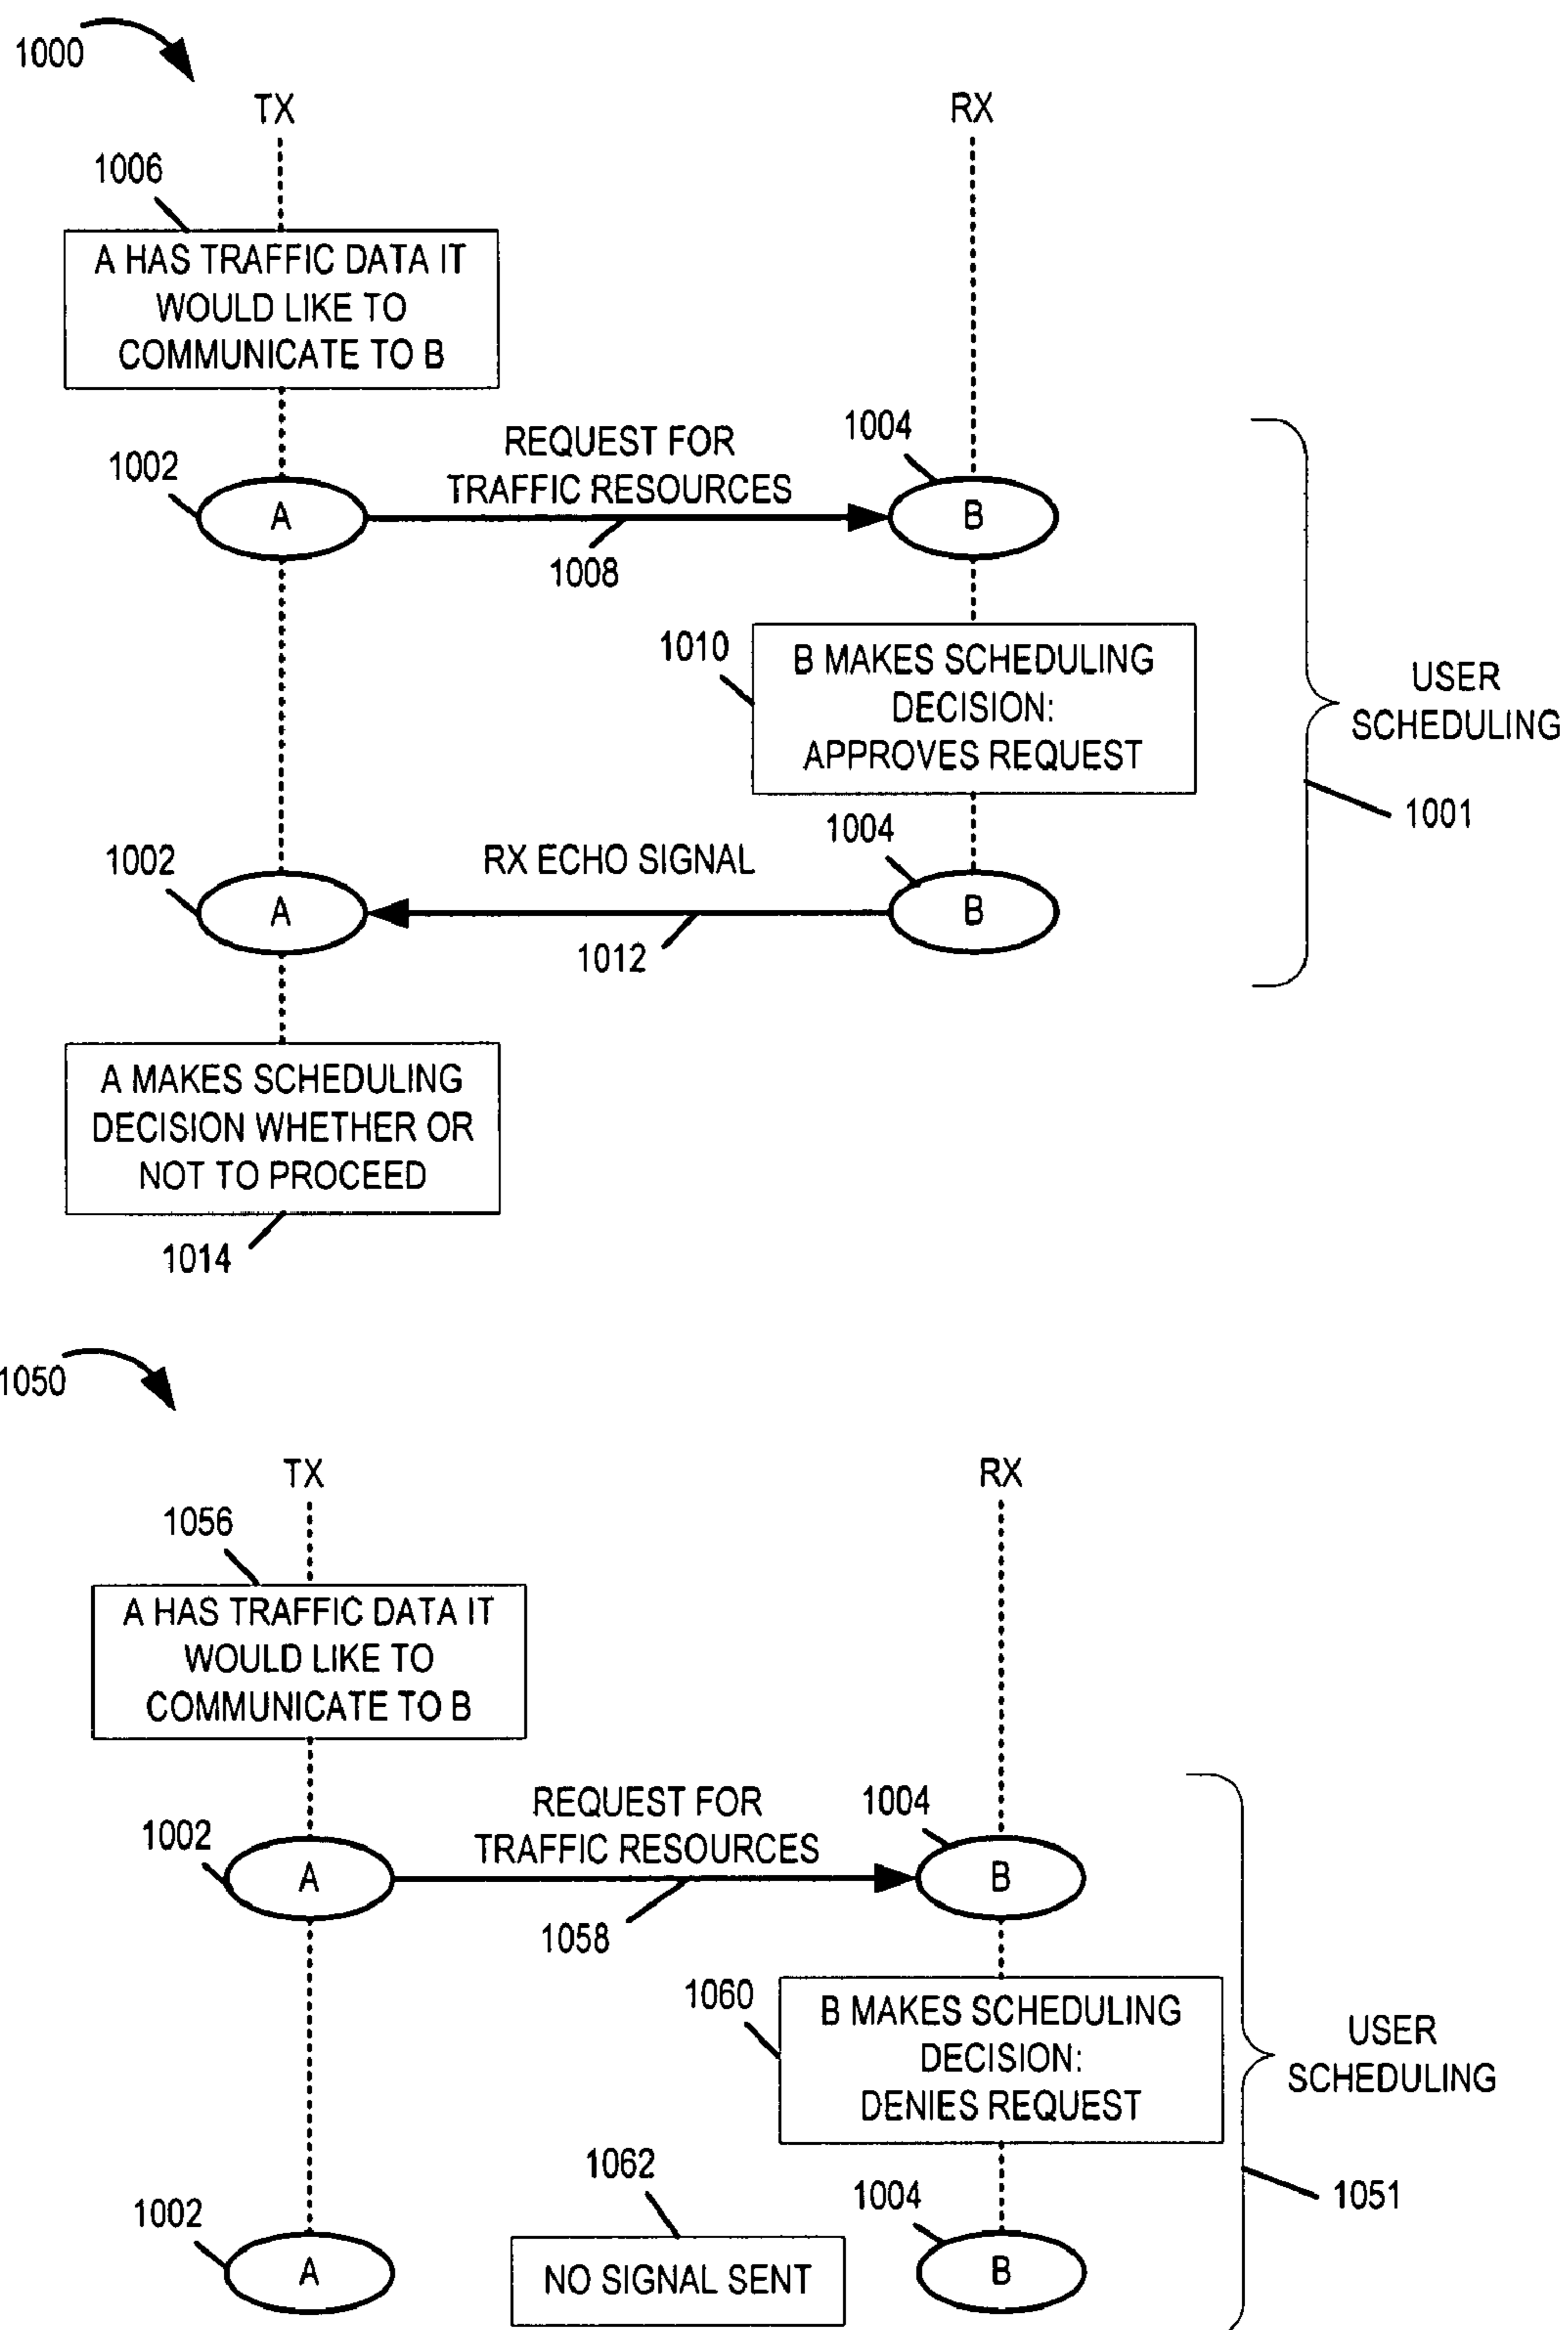 1000
TX
RX
1006
A HAS TRAFFIC DATA IT
WOULD LIKE TO
COMMUNICATE TO B
1002
REQUEST FOR
TRAFFIC RESOURCES
1004
A
B
1008
1010
B MAKES SCHEDULING
DECISION:
APPROVES REQUEST
USER
SCHEDULING
1001
1002
RX ECHO SIGNAL
1004
A
B
1012
A MAKES SCHEDULING
DECISION WHETHER OR
NOT TO PROCEED
1014
1050
TX
RX
1056
A HAS TRAFFIC DATA IT
WOULD LIKE TO
COMMUNICATE TO B
1002
REQUEST FOR
TRAFFIC RESOURCES
1004
A
B
1058
1060
B MAKES SCHEDULING
DECISION:
DENIES REQUEST
USER
SCHEDULING
1051
1002
1062
1004
A
NO SIGNAL SENT
B